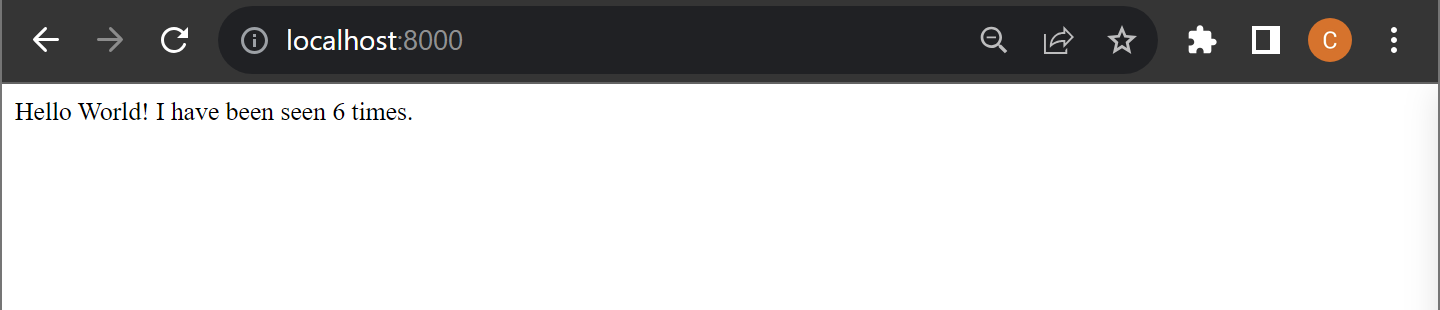 localhost:8000
C
Hello World! I have been seen 6 times.